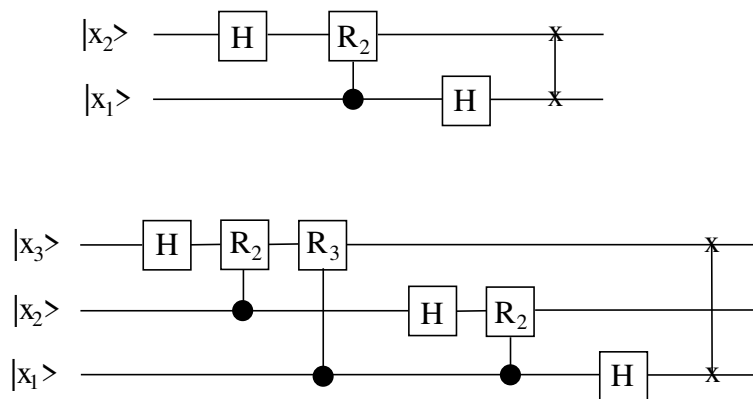 |x₂> H R₂ x
|x₁> H x
|x₃> H R₂ R₃ x
|x₂> H R₂
|x₁> H x